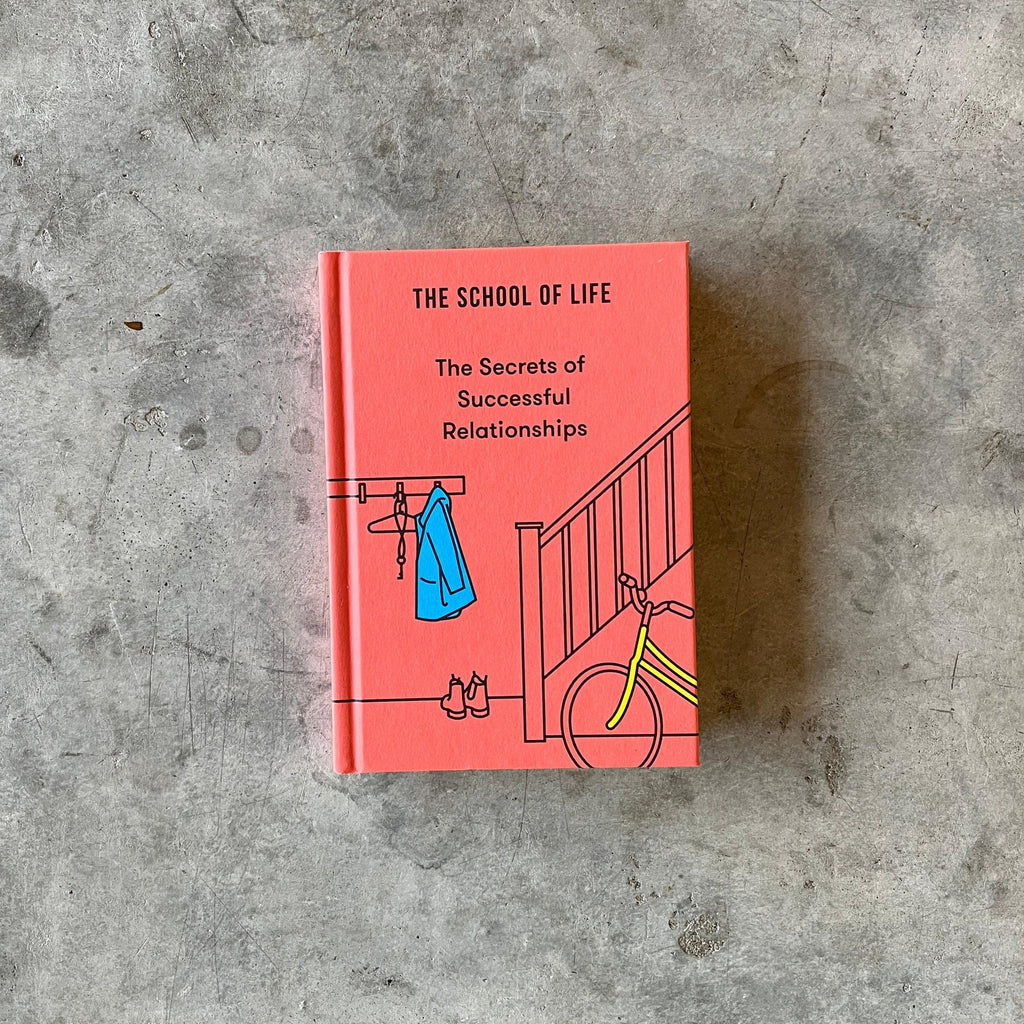 THE SCHOOL OF LIFE
The Secrets of
Successful
Relationships